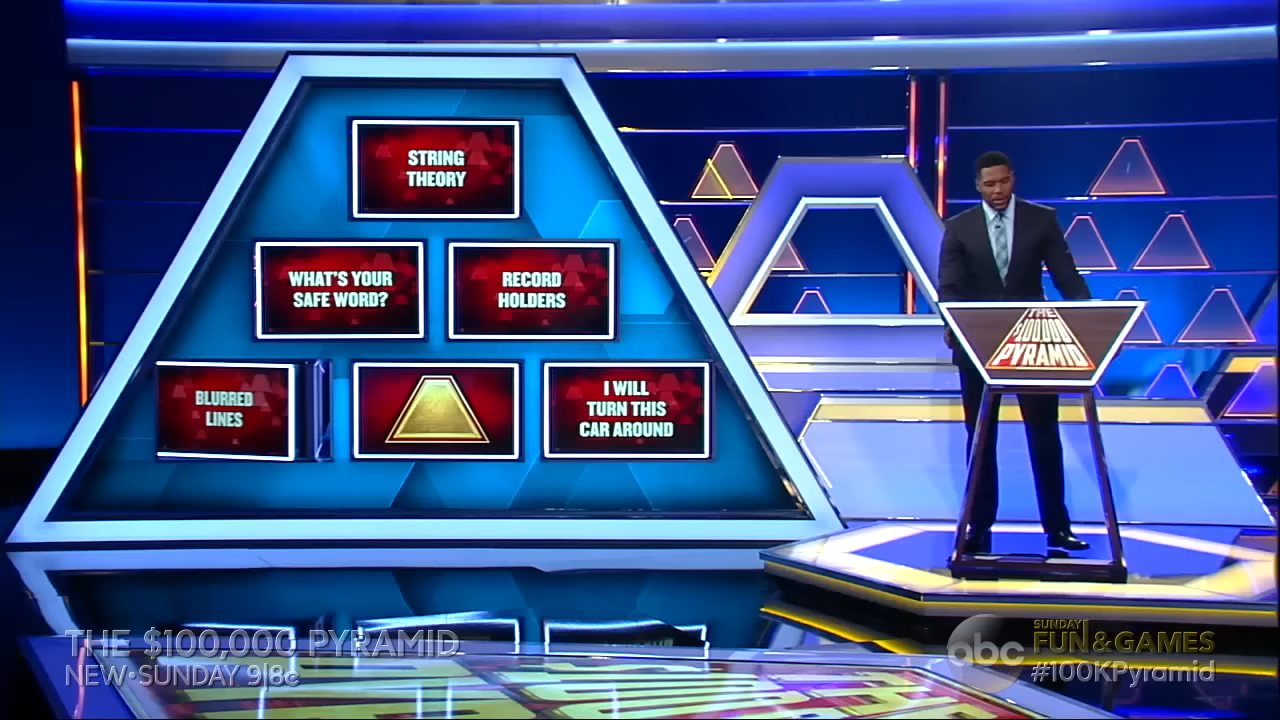 STRING
THEORY
WHAT'S YOUR
SAFE WORD?
RECORD
HOLDERS
BLURRED
LINES
I WILL
TURN THIS
CAR AROUND
THE
$100,000
PYRAMID
THE $100,000 PYRAMID
NEW•SUNDAY 9|8c
abc
SUNDAY
FUN&GAMES
#100KPyramid